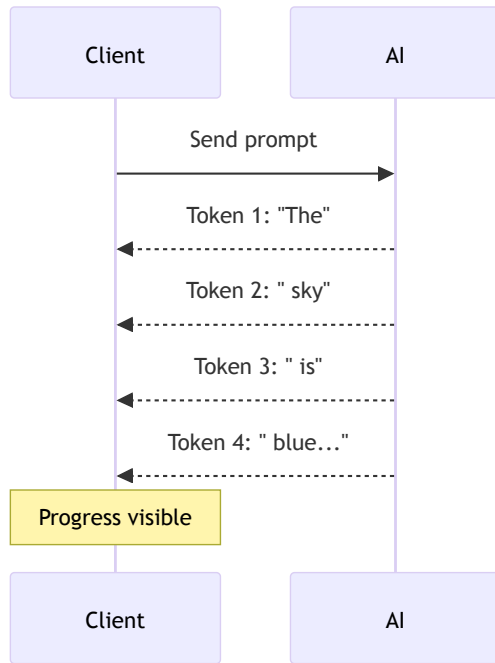 Client
AI
Send prompt
Token 1: "The"
Token 2: " sky"
Token 3: " is"
Token 4: " blue..."
Progress visible
Client
AI